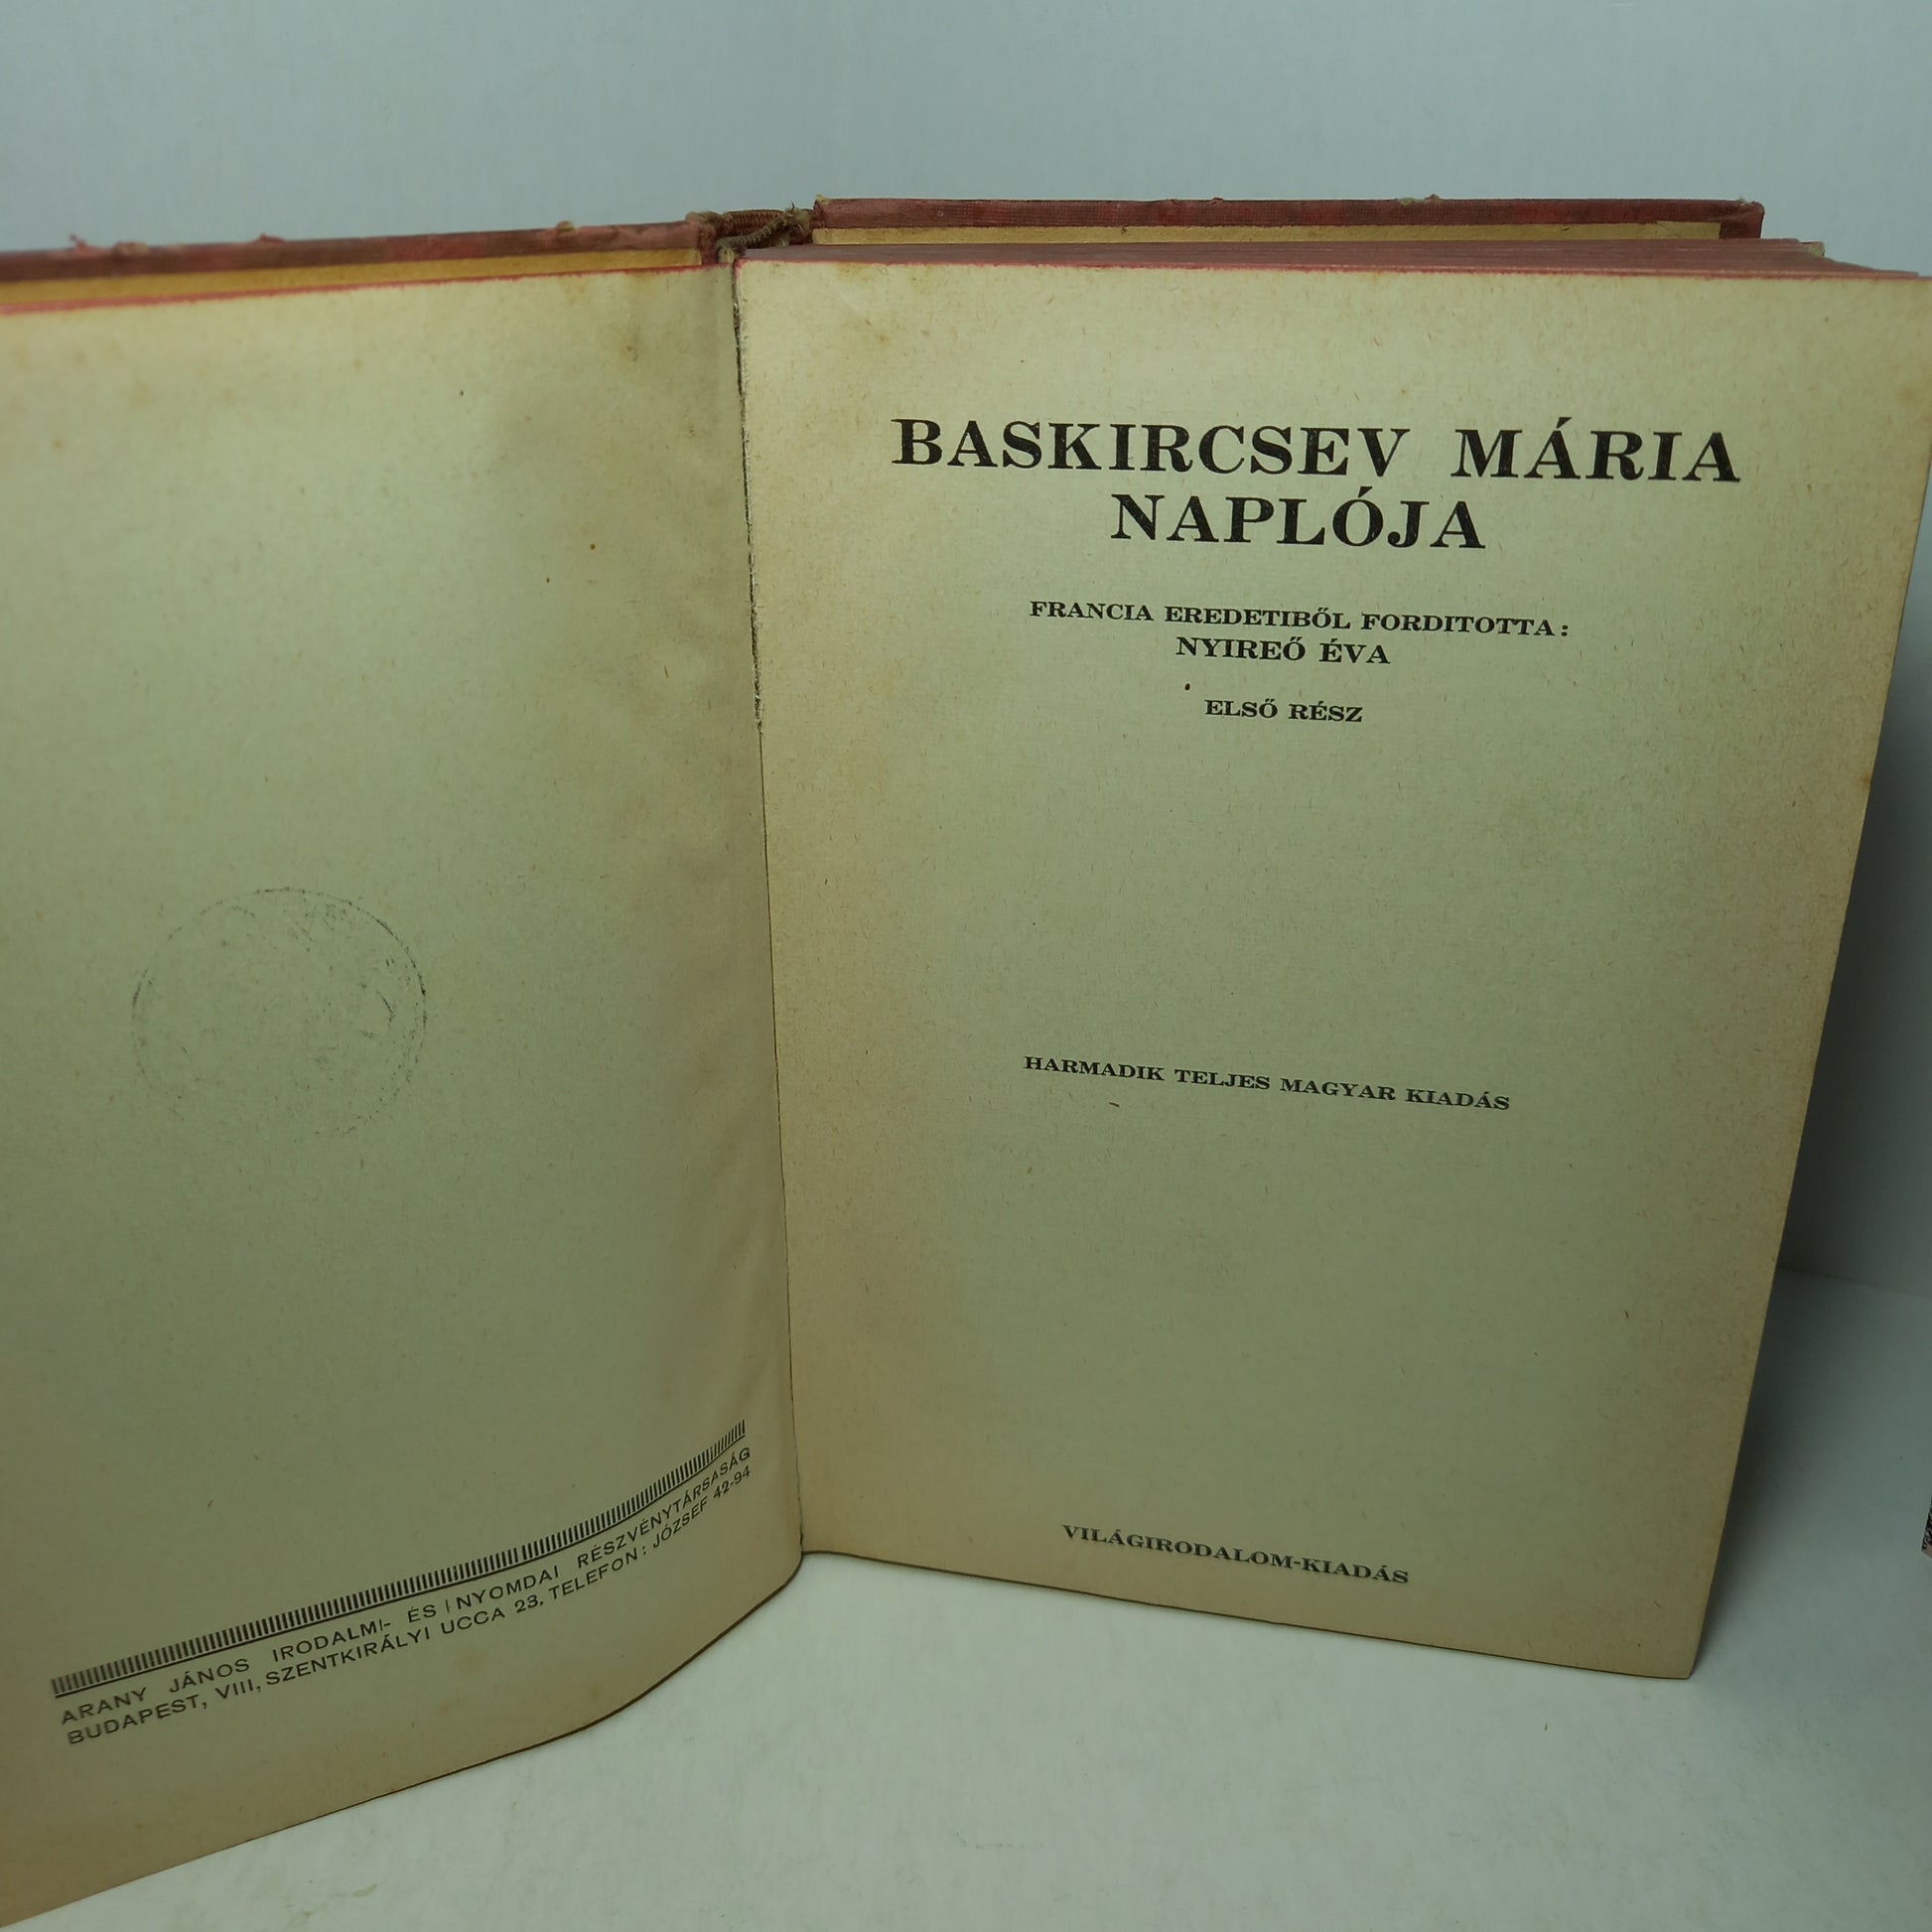 ARANY JÁNOS IRODALMI- ÉS NYOMDAI RÉSZVÉNYTÁRSASÁG
BUDAPEST, VIII, SZENTKIRÁLYI UCCA 23. TELEFON: JÓZSEF 42-94
BASKIRCSEV MÁRIA
NAPLÓJA
FRANCIA EREDETIBŐL FORDITOTTA:
NYIREŐ ÉVA
ELSŐ RÉSZ
HARMADIK TELJES MAGYAR KIADÁS
VILÁGIRODALOM-KIADÁS